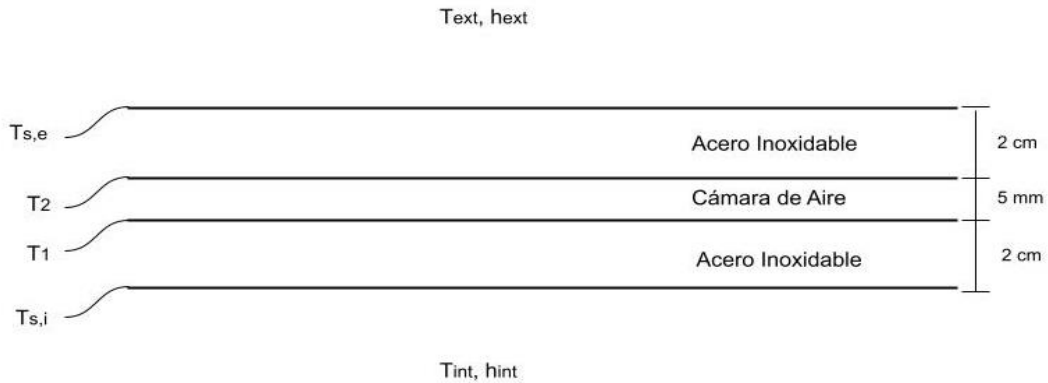 Text, hext
Ts,e
Acero Inoxidable
2 cm
T2
Cámara de Aire
5 mm
T1
Acero Inoxidable
2 cm
Ts,i
Tint, hint